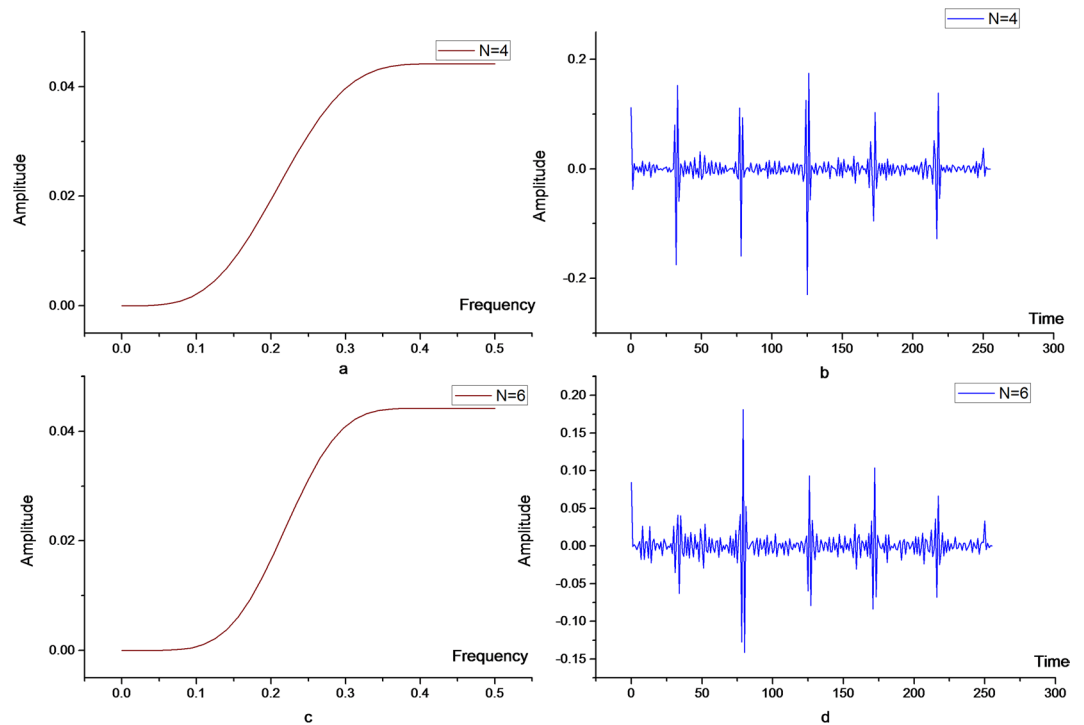 N=4
0.04
0.02
0.00
Amplitude
Frequency
0.0 0.1 0.2 0.3 0.4 0.5
a
N=4
0.2
0.0
-0.2
Amplitude
Time
0 50 100 150 200 250 300
b
N=6
0.04
0.02
0.00
Amplitude
Frequency
0.0 0.1 0.2 0.3 0.4 0.5
c
N=6
0.20
0.15
0.10
0.05
0.00
-0.05
-0.10
-0.15
Amplitude
Time
0 50 100 150 200 250 300
d